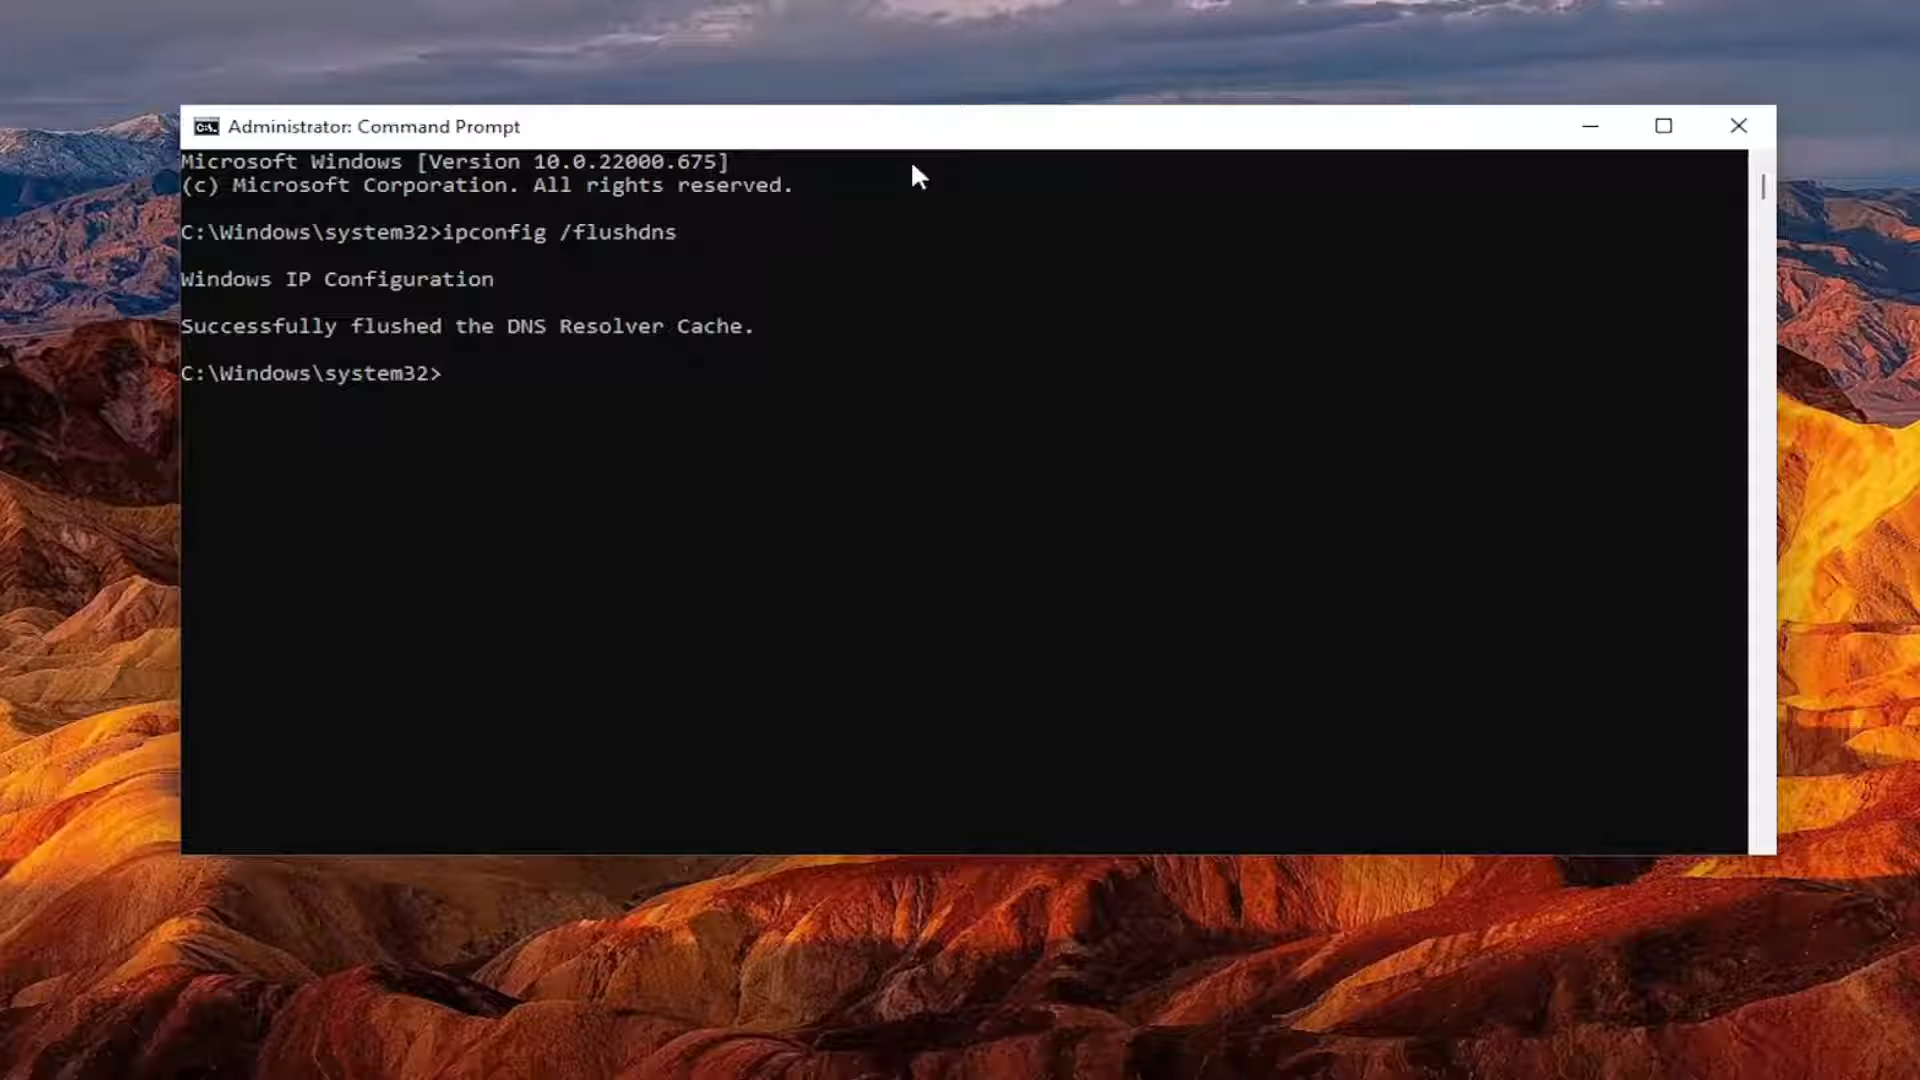 Administrator: Command Prompt
Microsoft Windows [Version 10.0.22000.675]
(c) Microsoft Corporation. All rights reserved.
C:\Windows\system32>ipconfig /flushdns
Windows IP Configuration
Successfully flushed the DNS Resolver Cache.
C:\Windows\system32>